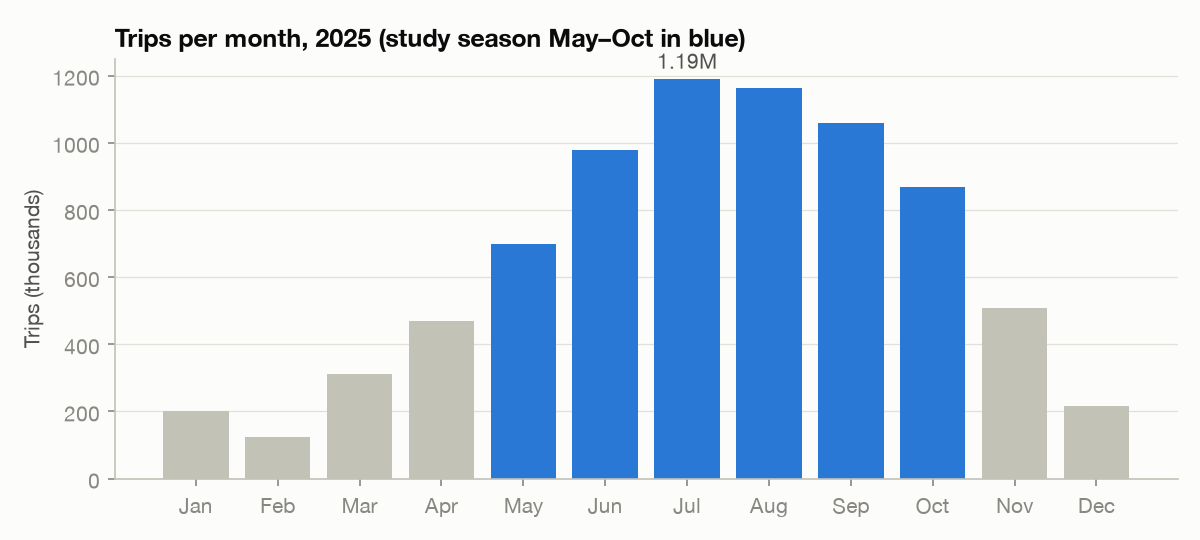 Trips per month, 2025 (study season May–Oct in blue)
1.19M
1200
1000
800
600
400
200
0
Trips (thousands)
Jan Feb Mar Apr May Jun Jul Aug Sep Oct Nov Dec